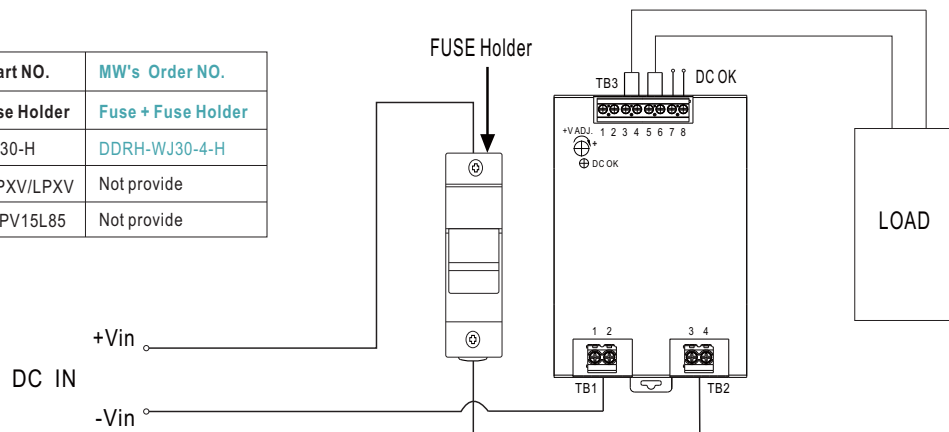 FUSE Holder
art NO. MW's Order NO.
se Holder Fuse + Fuse Holder
30-H DDRH-WJ30-4-H
PXV/LPXV Not provide
PV15L85 Not provide
TB3 DC OK
+V ADJ. 1 2 3 4 5 6 7 8
+
DC OK
LOAD
+Vin
DC IN
-Vin
1 2 3 4
TB1 TB2